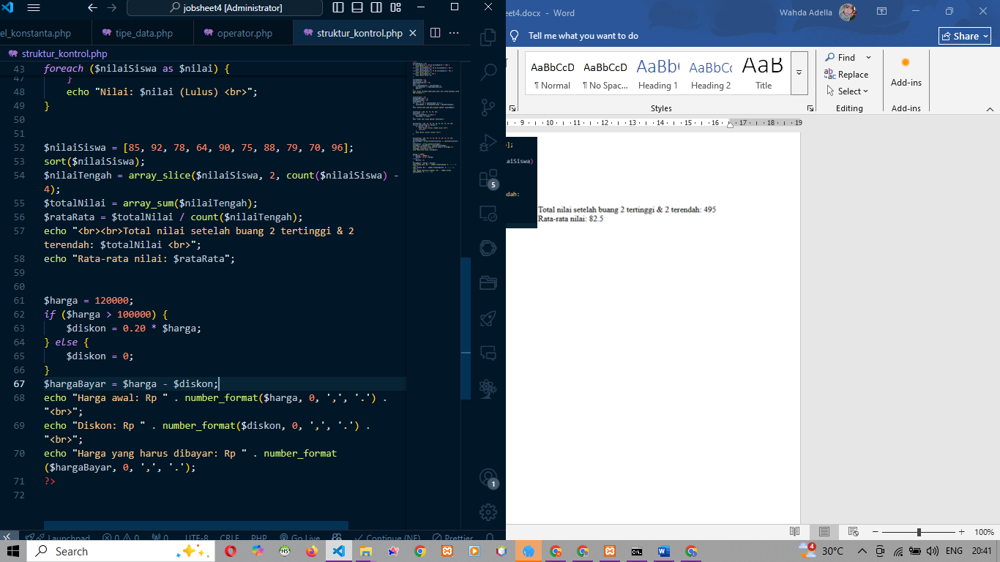 jobsheet4 [Administrator]
el_konstanta.php
tipe_data.php
operator.php
struktur_kontrol.php
struktur_kontrol.php
43 foreach ($nilaiSiswa as $nilai) {
47 }
48 echo "Nilai: $nilai (Lulus) <br>";
49 }
50
51
52 $nilaiSiswa = [85, 92, 78, 64, 90, 75, 88, 79, 70, 96];
53 sort($nilaiSiswa);
54 $nilaiTengah = array_slice($nilaiSiswa, 2, count($nilaiSiswa) -
4);
55 $totalNilai = array_sum($nilaiTengah);
56 $rataRata = $totalNilai / count($nilaiTengah);
57 echo "<br><br>Total nilai setelah buang 2 tertinggi & 2
terendah: $totalNilai <br>";
58 echo "Rata-rata nilai: $rataRata";
59
60
61 $harga = 120000;
62 if ($harga > 100000) {
63 $diskon = 0.20 * $harga;
64 } else {
65 $diskon = 0;
66 }
67 $hargaBayar = $harga - $diskon;
68 echo "Harga awal: Rp " . number_format($harga, 0, ',', '.') .
"<br>";
69 echo "Diskon: Rp " . number_format($diskon, 0, ',', '.') .
"<br>";
70 echo "Harga yang harus dibayar: Rp " . number_format
($hargaBayar, 0, ',', '.');
71 ?>
72
5
1
Launchpad
0 0
0
UTF-8
CRLF
PHP
Go Live
Continue (NE)
Prettier
eet4.docx - Word
Wahda Adella
Tell me what you want to do
Share
AaBbCcD
¶ Normal
AaBbCcD
¶ No Spac...
AaBb(
Heading 1
AaBbCc
Heading 2
AaB
Title
Styles
Find
Replace
Select
Editing
Add-ins
Add-ins
9 10 11 12 13 14 15 16 17 18 19
];
aiSiswa)
ndah:
Total nilai setelah buang 2 tertinggi & 2 terendah: 495
Rata-rata nilai: 82.5
100%
Search
4
30°C
ENG
20:41